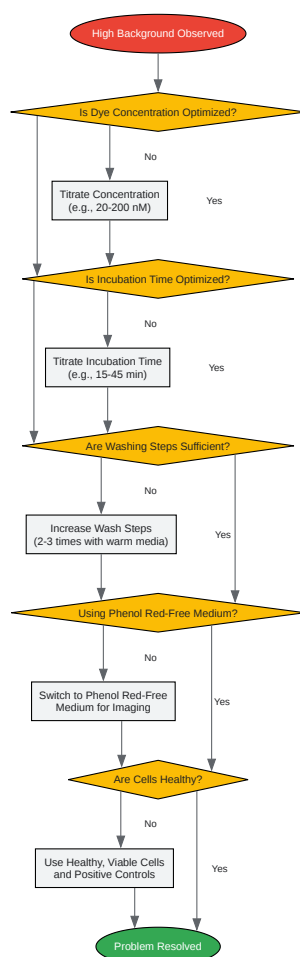 High Background Observed
Is Dye Concentration Optimized?
No
Titrate Concentration
(e.g., 20-200 nM)
Yes
Is Incubation Time Optimized?
No
Titrate Incubation Time
(e.g., 15-45 min)
Yes
Are Washing Steps Sufficient?
No
Increase Wash Steps
(2-3 times with warm media)
Yes
Using Phenol Red-Free Medium?
No
Switch to Phenol Red-Free
Medium for Imaging
Yes
Are Cells Healthy?
No
Use Healthy, Viable Cells
and Positive Controls
Yes
Problem Resolved